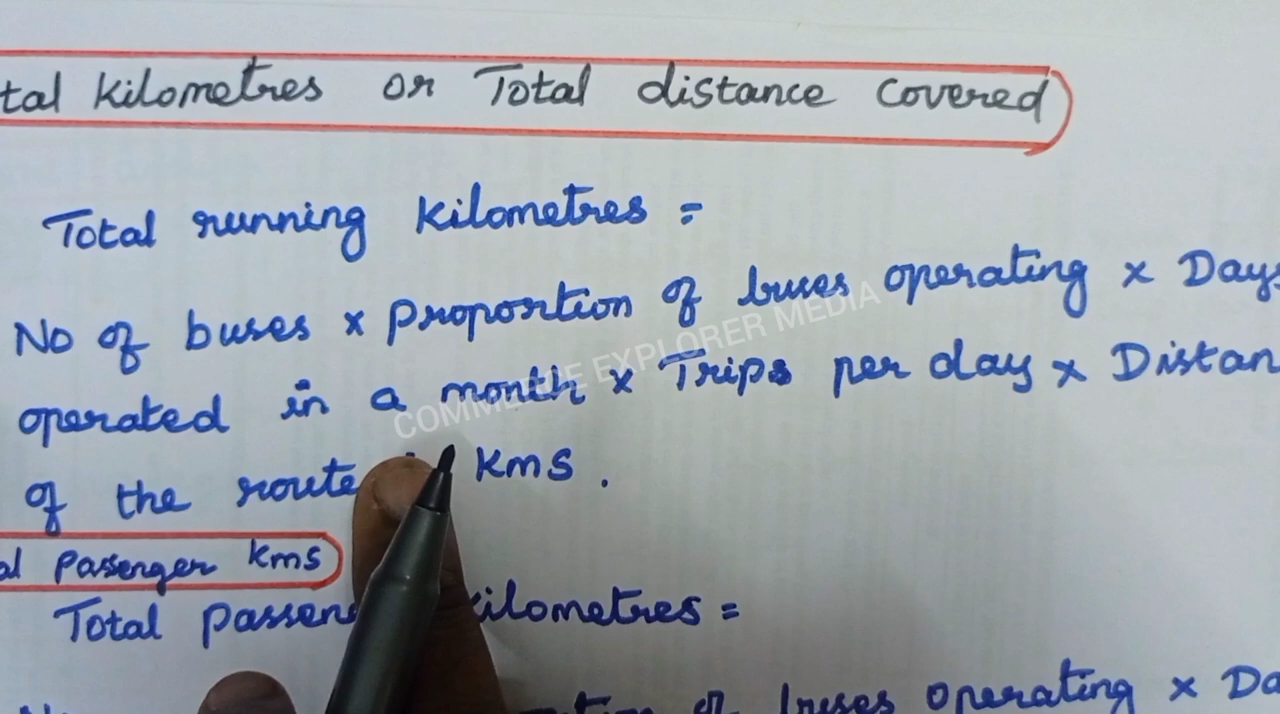 tal Kilometres or Total distance covered
Total running Kilometres =
No of buses x Proportion of buses operating x Days
operated in a month x Trips per day x Distan
of the route Kms.
al Passenger Kms
Total Passen kilometres =
of buses operating x Da
COMMERCE EXPLORER MEDIA